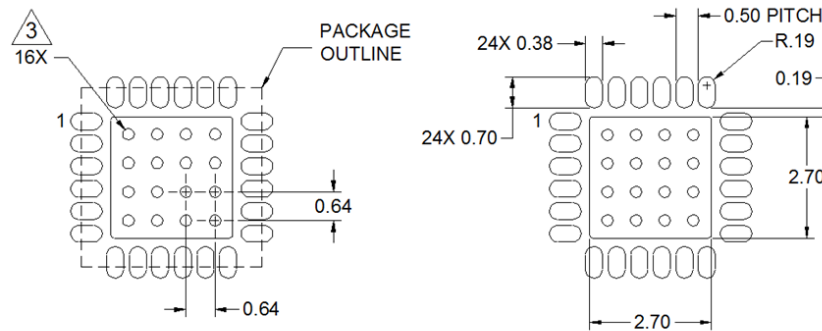 3
16X
PACKAGE
OUTLINE
1
0.64
0.64
24X 0.38
0.50 PITCH
R.19
0.19
24X 0.70
1
2.70
2.70